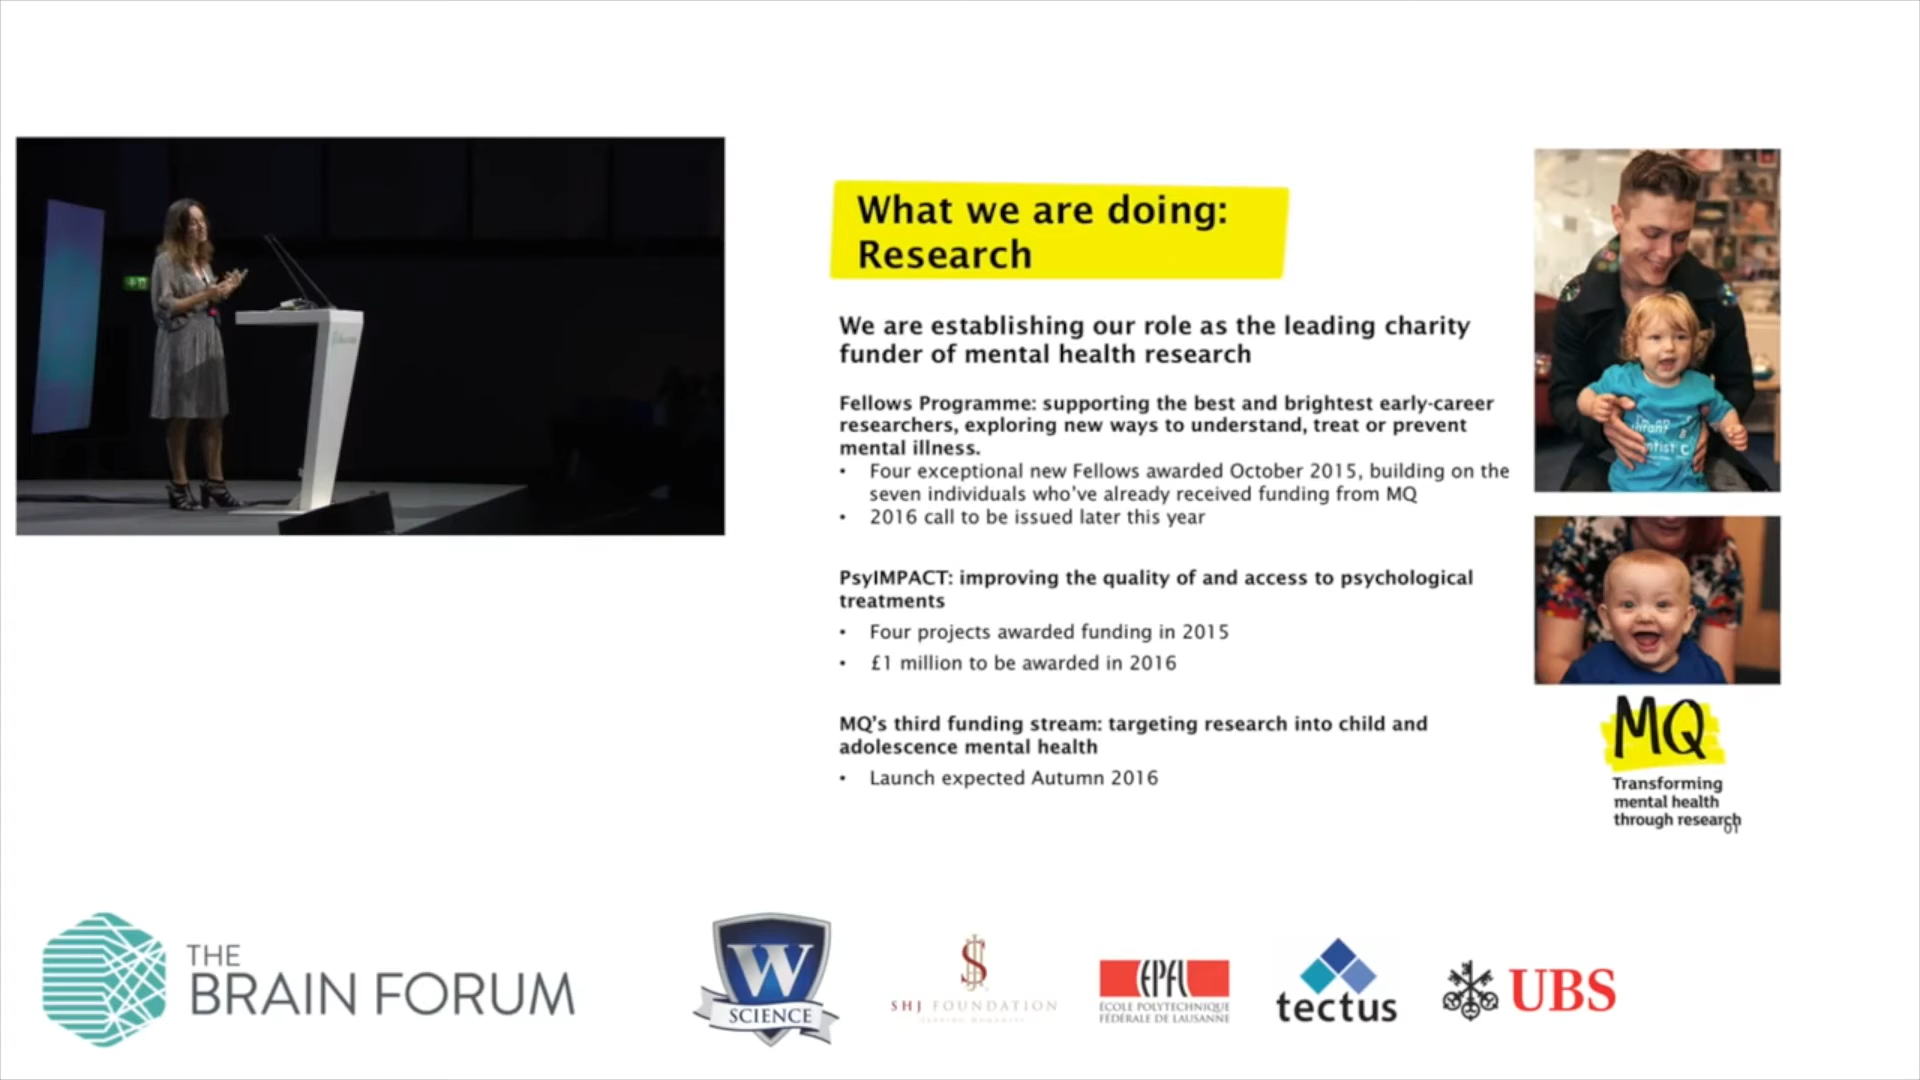 What we are doing:
Research
We are establishing our role as the leading charity
funder of mental health research
Fellows Programme: supporting the best and brightest early-career
researchers, exploring new ways to understand, treat or prevent
mental illness.
• Four exceptional new Fellows awarded October 2015, building on the
seven individuals who’ve already received funding from MQ
• 2016 call to be issued later this year
PsyIMPACT: improving the quality of and access to psychological
treatments
• Four projects awarded funding in 2015
• £1 million to be awarded in 2016
MQ’s third funding stream: targeting research into child and
adolescence mental health
• Launch expected Autumn 2016
MQ
Transforming
mental health
through research
01
THE
BRAIN FORUM
W
SCIENCE
SHJ FOUNDATION
EPFL
ÉCOLE POLYTECHNIQUE
FÉDÉRALE DE LAUSANNE
tectus
UBS